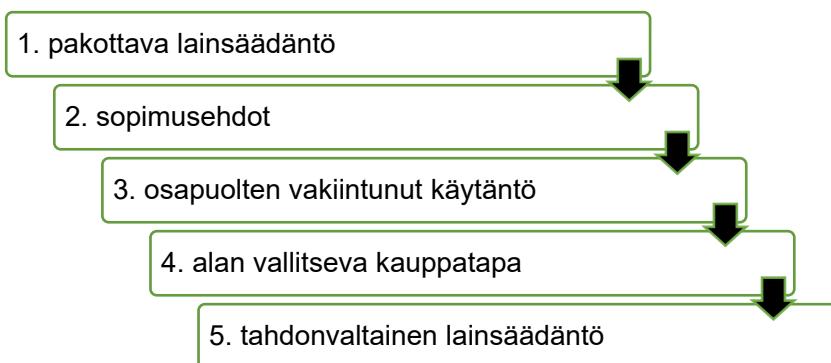 1. pakottava lainsäädäntö
2. sopimusehdot
3. osapuolten vakiintunut käytäntö
4. alan vallitseva kauppatapa
5. tahdonvaltainen lainsäädäntö